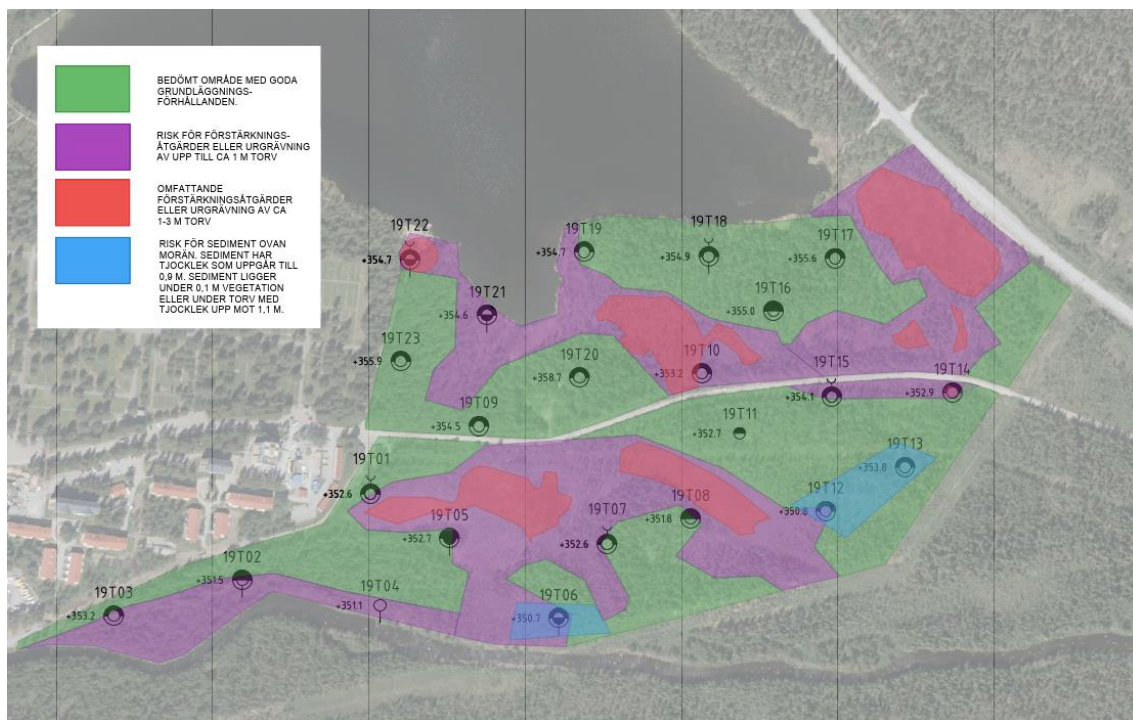 BEDÖMT OMRÅDE MED GODA
GRUNDLÄGGNINGS-
FÖRHÅLLANDEN.
RISK FÖR FÖRSTÄRKNINGS-
ÅTGÄRDER ELLER URGRÄVNING
AV UPP TILL CA 1 M TORV
OMFATTANDE
FÖRSTÄRKNINGSÅTGÄRDER
ELLER URGRÄVNING AV CA
1-3 M TORV
RISK FÖR SEDIMENT OVAN
MORÄN. SEDIMENT HAR
TJOCKLEK SOM UPPGÅR TILL
0,9 M. SEDIMENT LIGGER
UNDER 0,1 M VEGETATION
ELLER UNDER TORV MED
TJOCKLEK UPP MOT 1,1 M.
19T22
+354.7
19T19
+354.7
19T18
+354.9
19T17
+355.6
19T21
+354.6
19T16
+355.0
19T23
+355.9
19T20
+358.7
19T10
+353.2
19T15
+354.1
19T14
+352.9
19T09
+354.5
19T11
+352.7
19T13
+353.8
19T01
+352.6
19T05
+352.7
19T07
+352.6
19T08
+351.8
19T12
+350.8
19T02
+351.5
19T03
+353.2
19T04
+351.1
19T06
+350.7